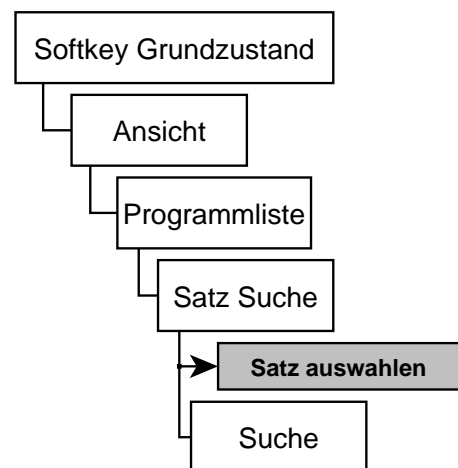 Softkey Grundzustand
Ansicht
Programmliste
Satz Suche
Satz auswahlen
Suche